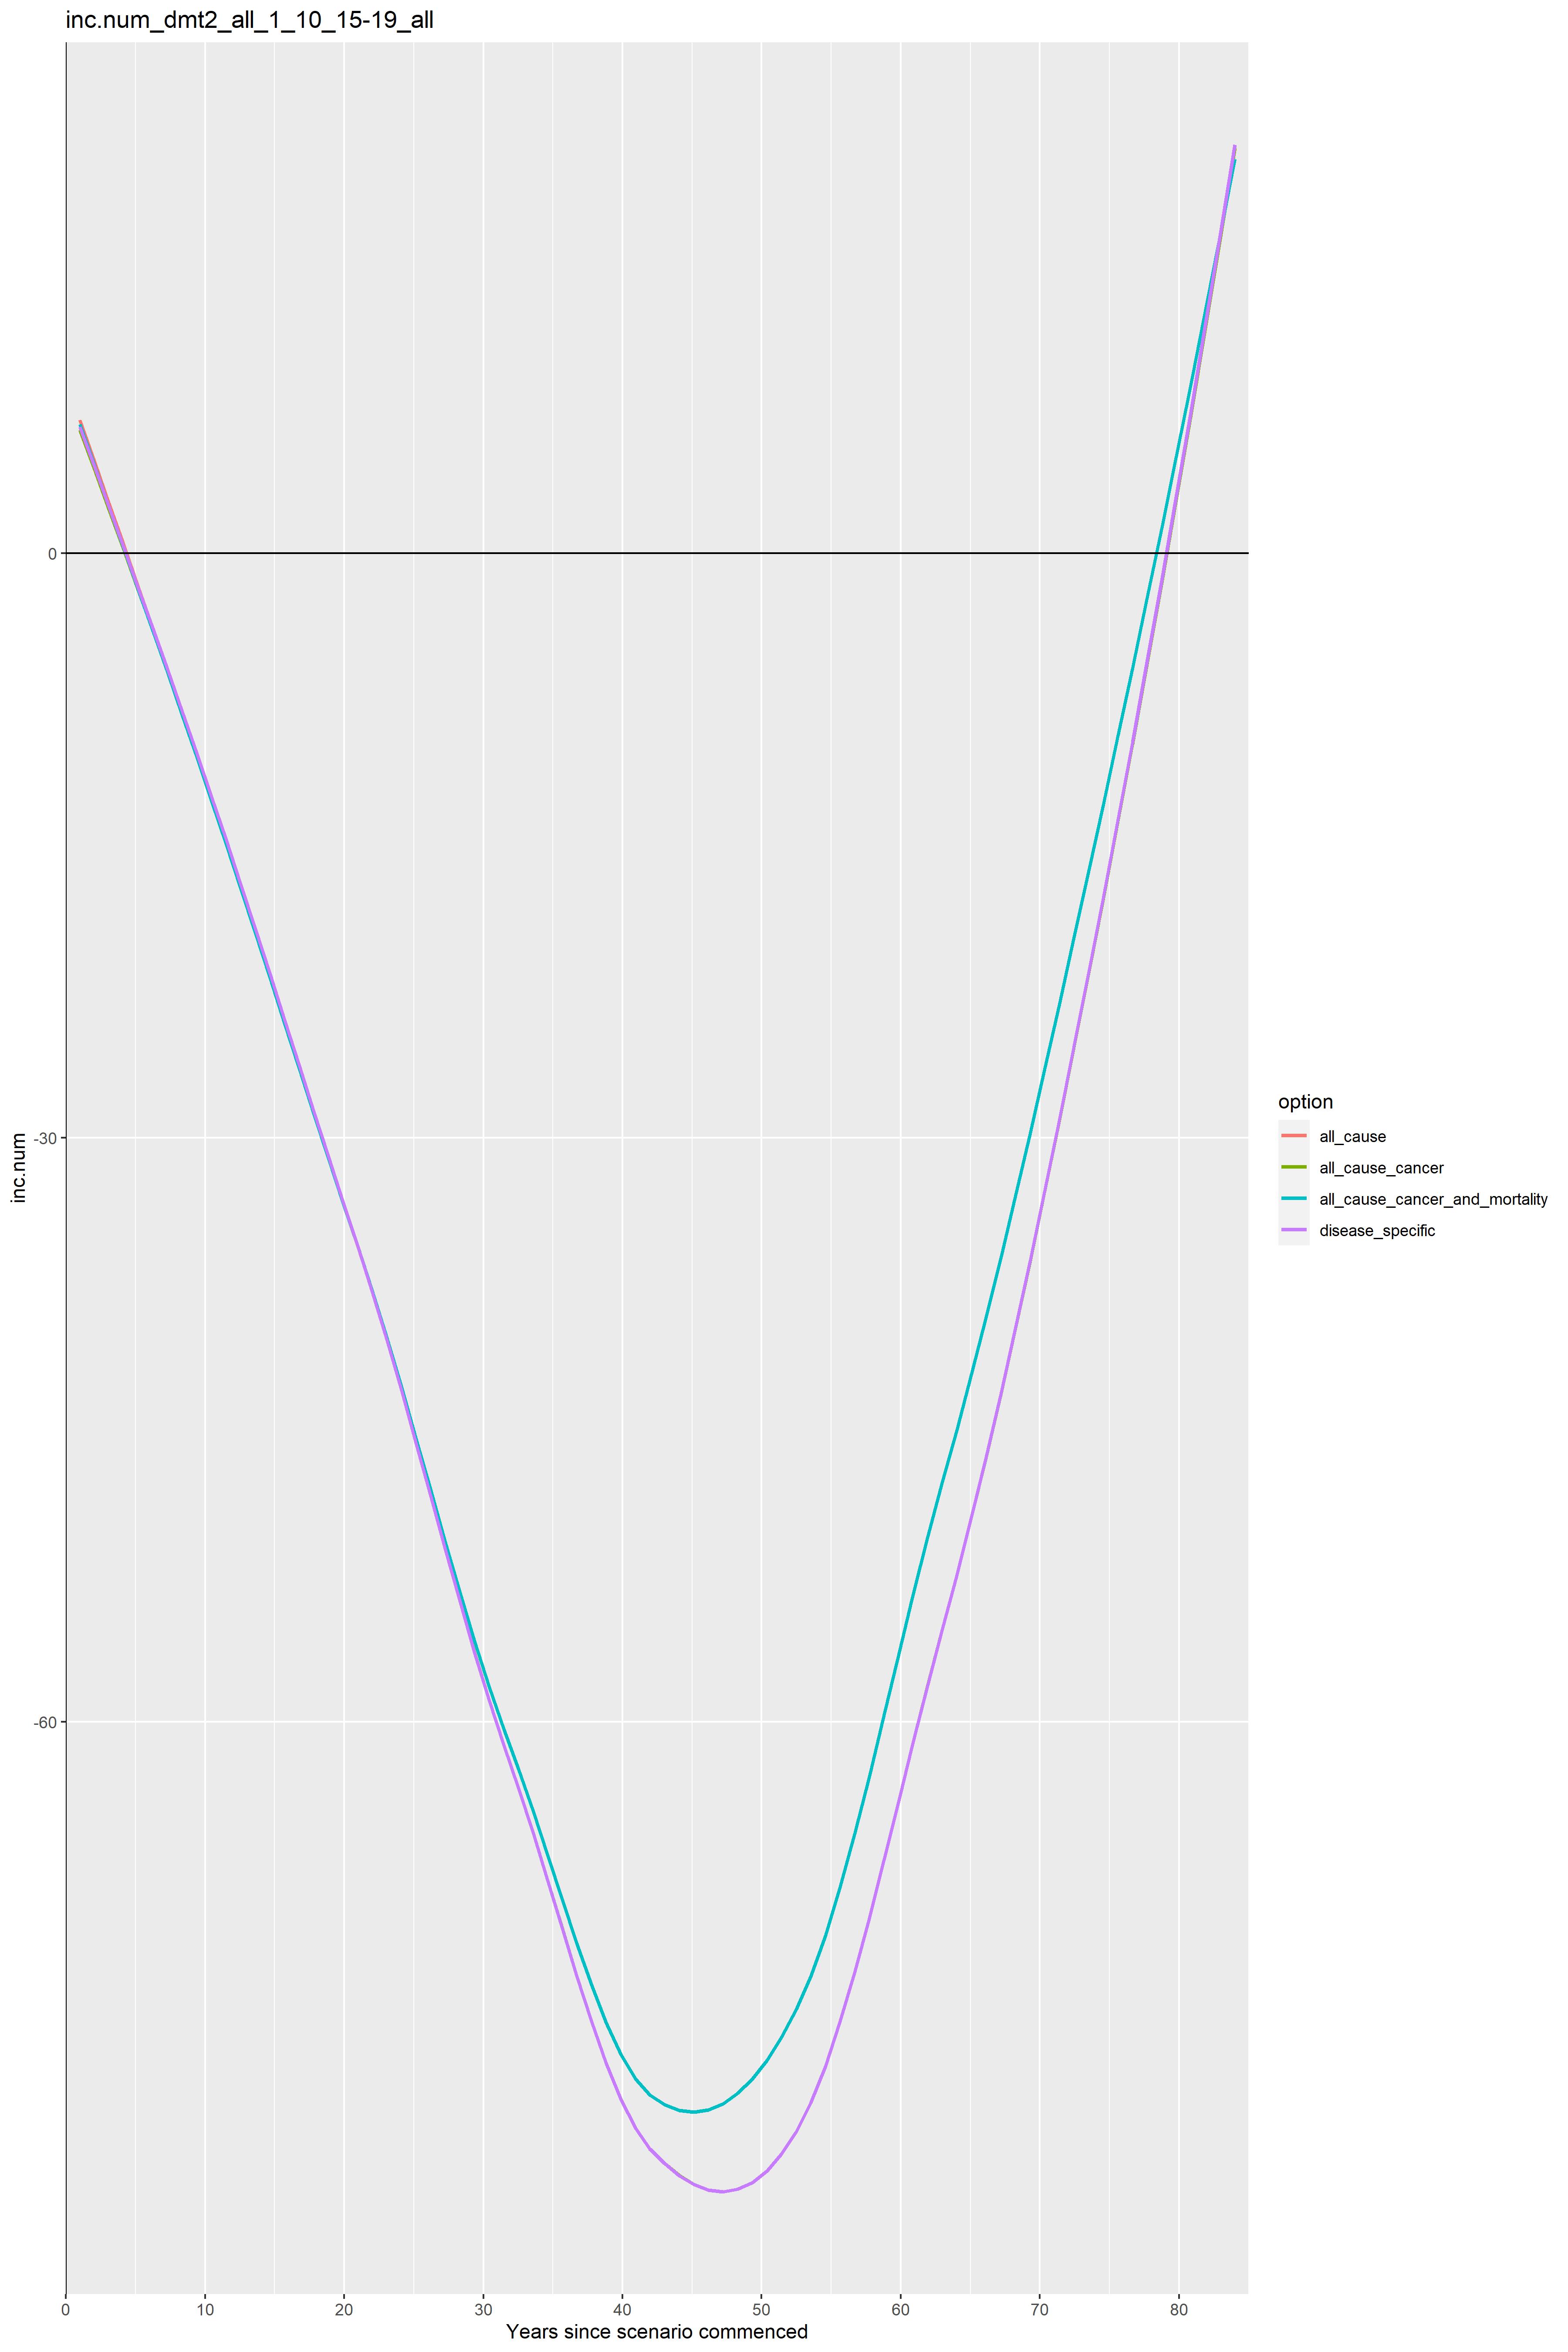 inc.num_dmt2_all_1_10_15-19_all
0
-30
-60
inc.num
0 10 20 30 40 50 60 70 80
Years since scenario commenced
option
all_cause
all_cause_cancer
all_cause_cancer_and_mortality
disease_specific